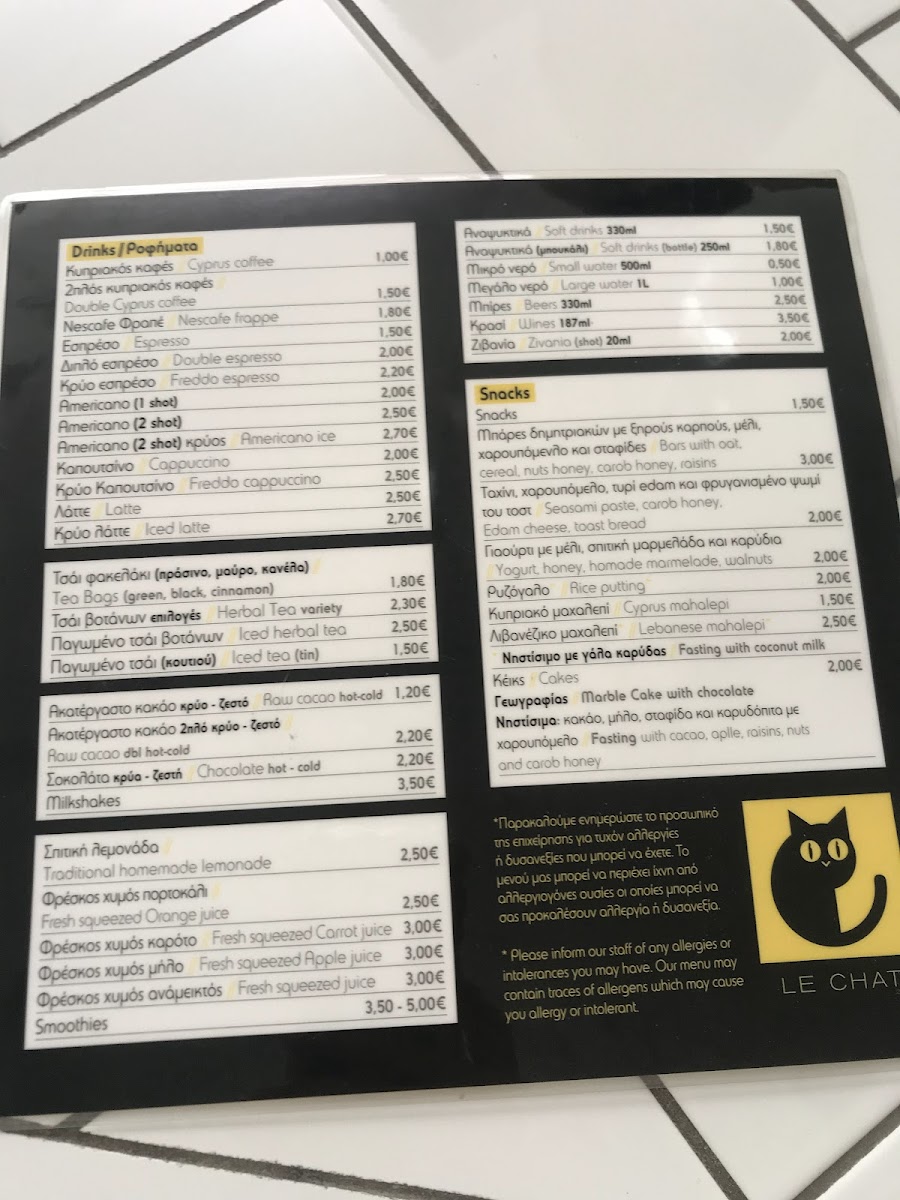 Drinks / Ροφήματα
Κυπριακός καφές / Cyprus coffee 1,00€
2πλός κυπριακός καφές /
Double Cyprus coffee 1,50€
Nescafe Φραπέ / Nescafe frappe 1,80€
Εσπρέσο / Espresso 1,50€
Διπλό εσπρέσο / Double espresso 2,00€
Κρύο εσπρέσο / Freddo espresso 2,20€
Americano (1 shot) 2,00€
Americano (2 shot) 2,50€
Americano (2 shot) κρύος / Americano ice 2,70€
Καπουτσίνο / Cappuccino 2,00€
Κρύο Καπουτσίνο / Freddo cappuccino 2,50€
Λάττε / Latte 2,50€
Κρύο λάττε / Iced latte 2,70€
Τσάι φακελάκι (πράσινο, μαύρο, κανέλα) /
Tea Bags (green, black, cinnamon) 1,80€
Τσάι βοτάνων επιλογές / Herbal Tea variety 2,30€
Παγωμένο τσάι βοτάνων / Iced herbal tea 2,50€
Παγωμένο τσάι (κουτιού) / Iced tea (tin) 1,50€
Ακατέργαστο κακάο κρύο - ζεστό / Raw cacao hot-cold 1,20€
Ακατέργαστο κακάο 2πλό κρύο - ζεστό /
Raw cacao dbl hot-cold 2,20€
Σοκολάτα κρύα - ζεστή / Chocolate hot - cold 2,20€
Milkshakes 3,50€
Σπιτική λεμονάδα /
Traditional homemade lemonade 2,50€
Φρέσκος χυμός πορτοκάλι /
Fresh squeezed Orange juice 2,50€
Φρέσκος χυμός καρότο / Fresh squeezed Carrot juice 3,00€
Φρέσκος χυμός μήλο / Fresh squeezed Apple juice 3,00€
Φρέσκος χυμός ανάμεικτός / Fresh squeezed juice 3,00€
Smoothies 3,50 - 5,00€
Αναψυκτικά / Soft drinks 330ml 1,50€
Αναψυκτικά (μπουκάλι) / Soft drinks (bottle) 250ml 1,80€
Μικρό νερό / Small water 500ml 0,50€
Μεγάλο νερό / Large water 1L 1,00€
Μπίρες / Beers 330ml 2,50€
Κρασί / Wines 187ml 3,50€
Ζιβανία / Zivania (shot) 20ml 2,00€
Snacks
Snacks 1,50€
Μπάρες δημητριακών με ξηρούς καρπούς, μέλι,
χαρουπόμενλο και σταφίδες / Bars with oat,
cereal, nuts honey, carob honey, raisins 3,00€
Ταχίνι, χαρουπόμελο, τυρί edam και φρυγανισμένο ψωμί
του τοστ / Seasami paste, carob honey,
Edam cheese, toast bread 2,00€
Γιαούρτι με μέλι, σπιτική μαρμελάδα και καρύδια
/ Yogurt, honey, homade marmelade, walnuts 2,00€
Ρυζόγαλο* / Rice putting* 2,00€
Κυπριακό μαχαλεπί / Cyprus mahalepi 1,50€
Λιβανέζικο μαχαλεπί* / Lebanese mahalepi* 2,50€
* Νηστίσιμο με γάλα καρύδας / Fasting with coconut milk
Κέικς / Cakes 2,00€
Γεωγραφίας / Marble Cake with chocolate
Νηστίσιμα: κακάο, μήλο, σταφίδα και καρυδόπιτα με
χαρουπόμελο / Fasting with cacao, aplle, raisins, nuts
and carob honey
*Παρακαλούμε ενημερώστε το προσωπικό
της επιχείρησης για τυχόν αλλεργίες
ή δυσανεξίες που μπορεί να έχετε. Το
μενού μας μπορεί να περιέχει ίχνη από
αλλεργιογόνες ουσίες οι οποίες μπορεί να
σας προκαλέσουν αλλεργία ή δυσανεξία.
* Please inform our staff of any allergies or
intolerances you may have. Our menu may
contain traces of allergens which may cause
you allergy or intolerant.
LE CHAT